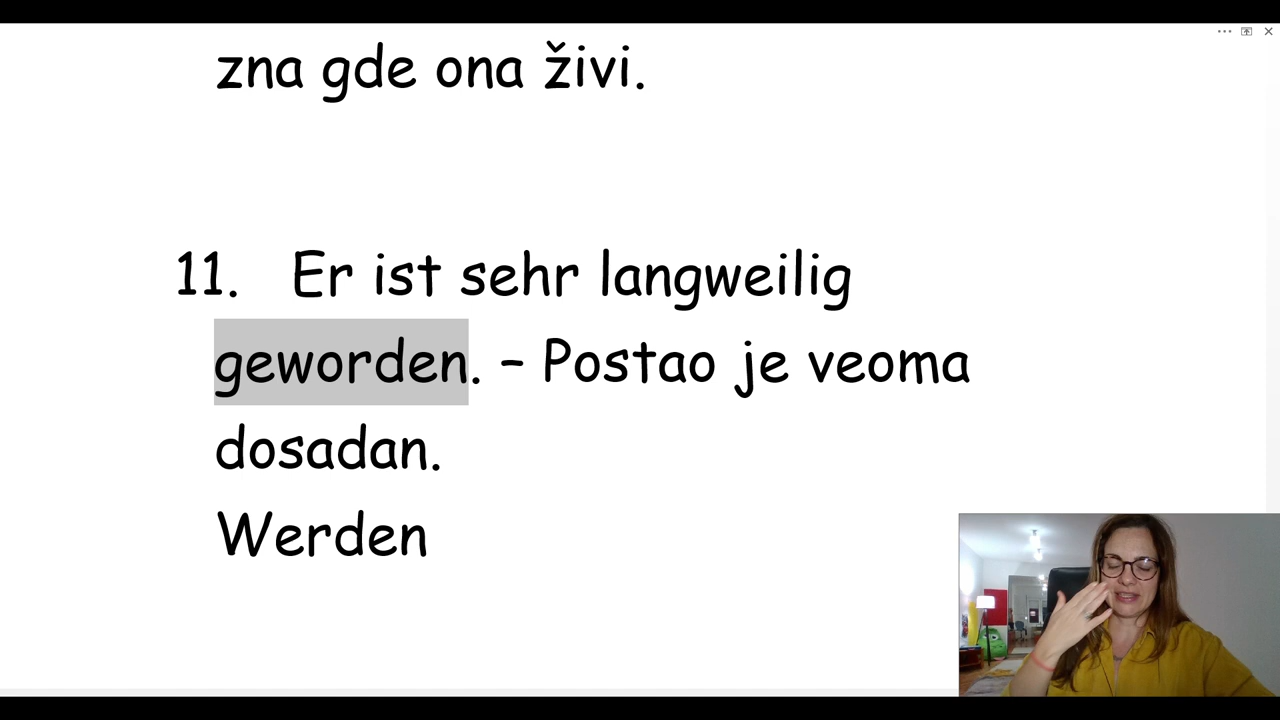 zna gde ona živi.
11. Er ist sehr langweilig
geworden. – Postao je veoma
dosadan.
Werden